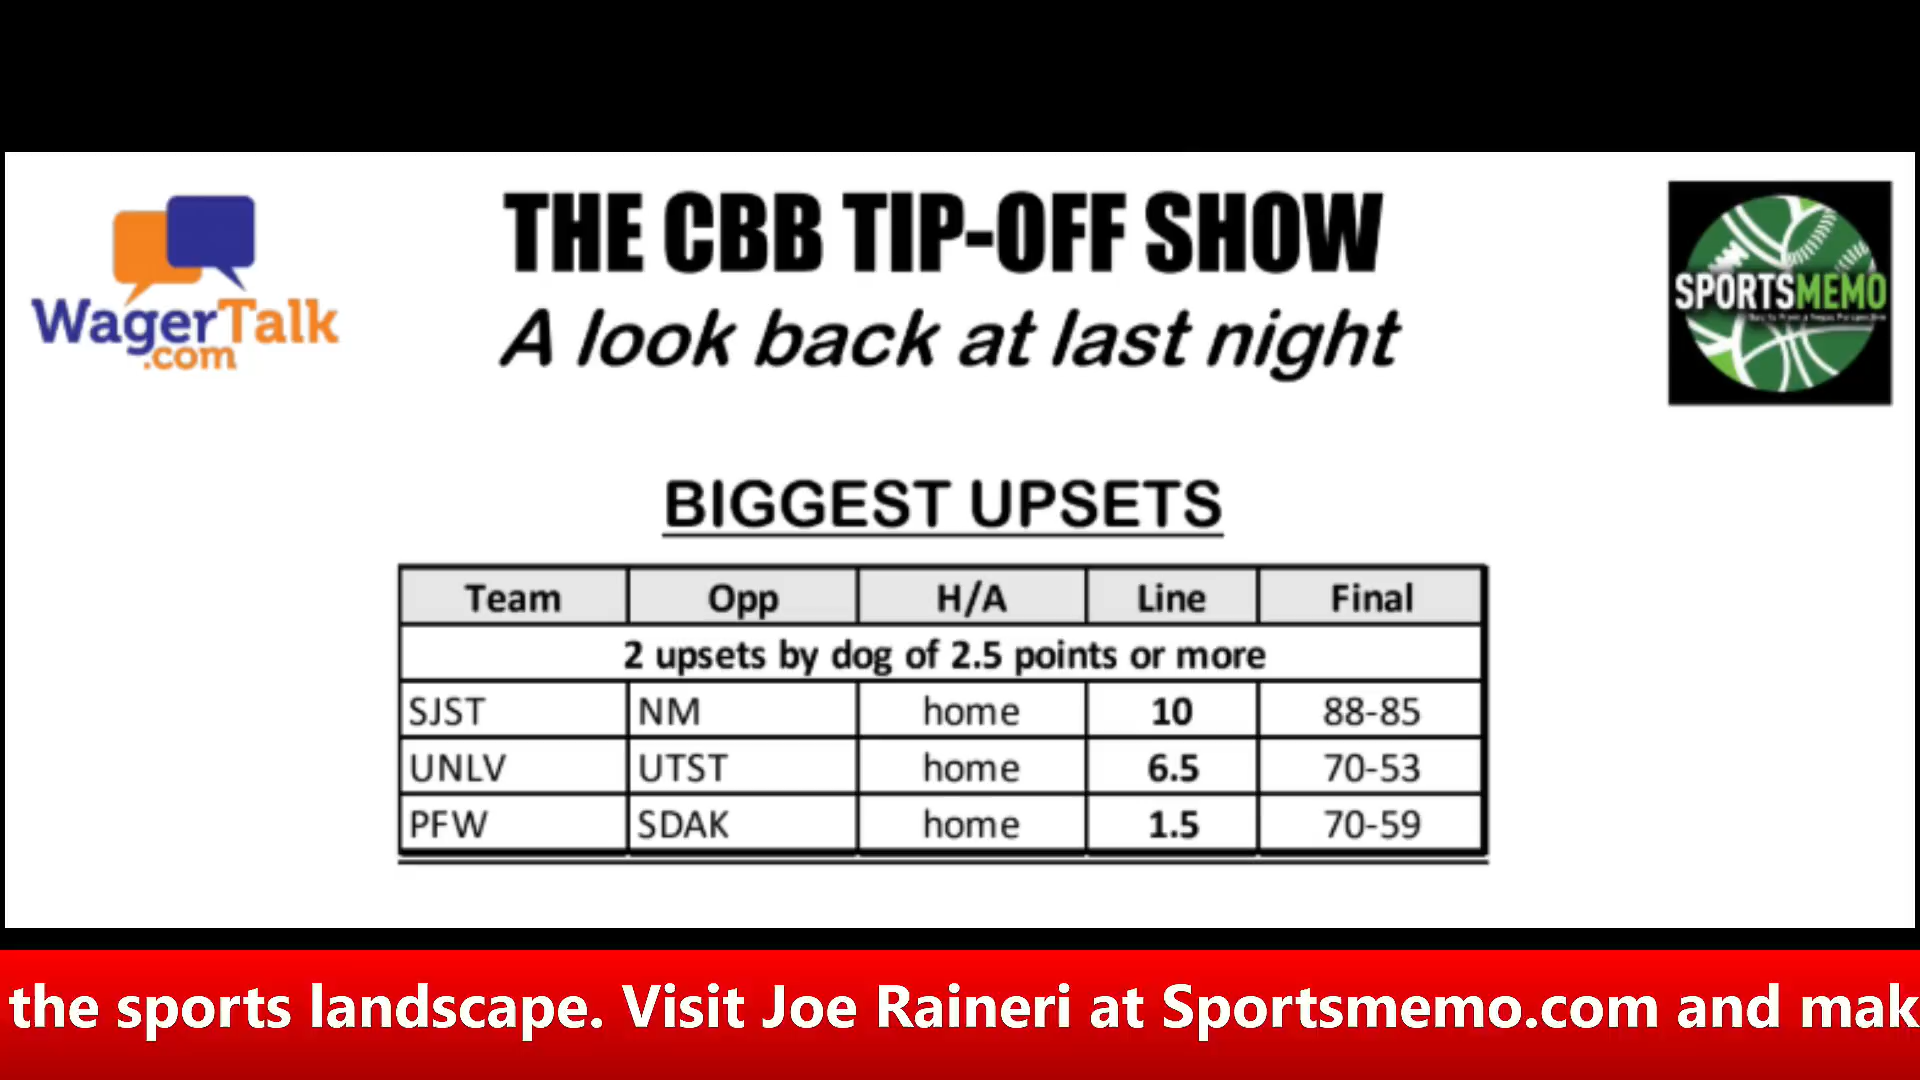 THE CBB TIP-OFF SHOW
A look back at last night
WagerTalk
.com
SPORTSMEMO
BIGGEST UPSETS
Team Opp H/A Line Final
2 upsets by dog of 2.5 points or more
SJST NM home 10 88-85
UNLV UTST home 6.5 70-53
PFW SDAK home 1.5 70-59
the sports landscape. Visit Joe Raineri at Sportsmemo.com and mak